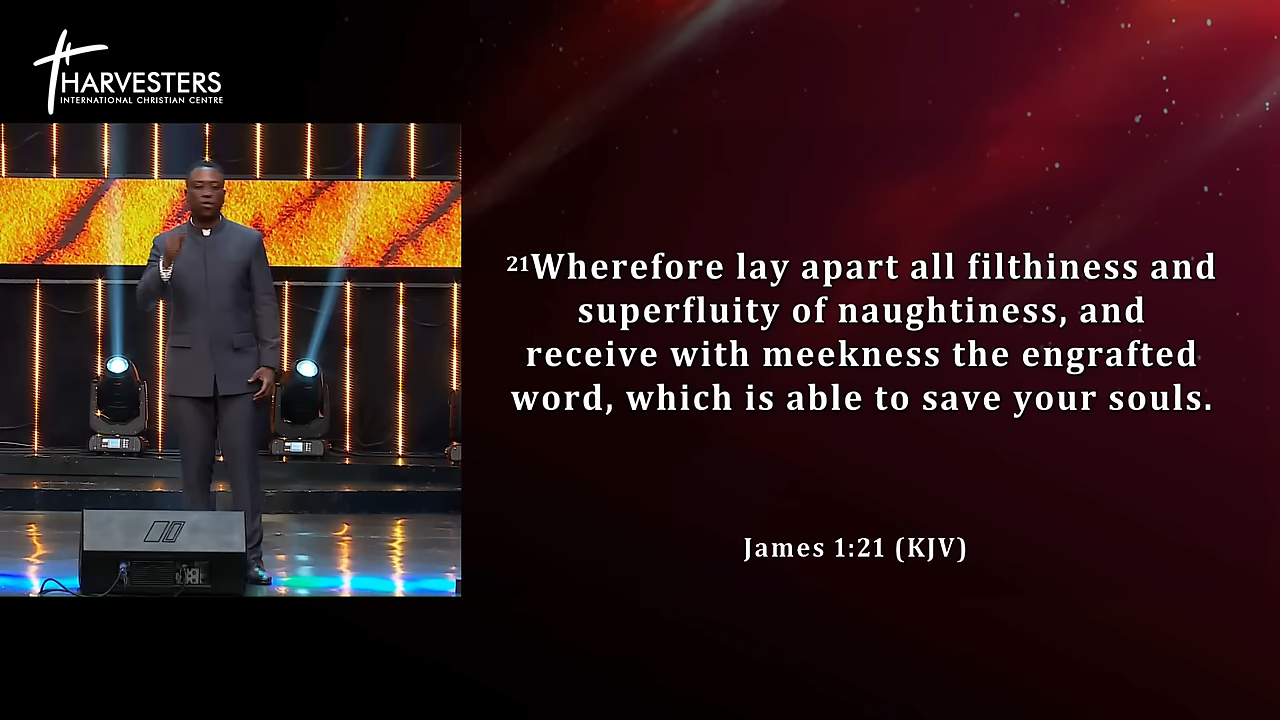 HARVESTERS
INTERNATIONAL CHRISTIAN CENTRE
²¹Wherefore lay apart all filthiness and
superfluity of naughtiness, and
receive with meekness the engrafted
word, which is able to save your souls.
James 1:21 (KJV)